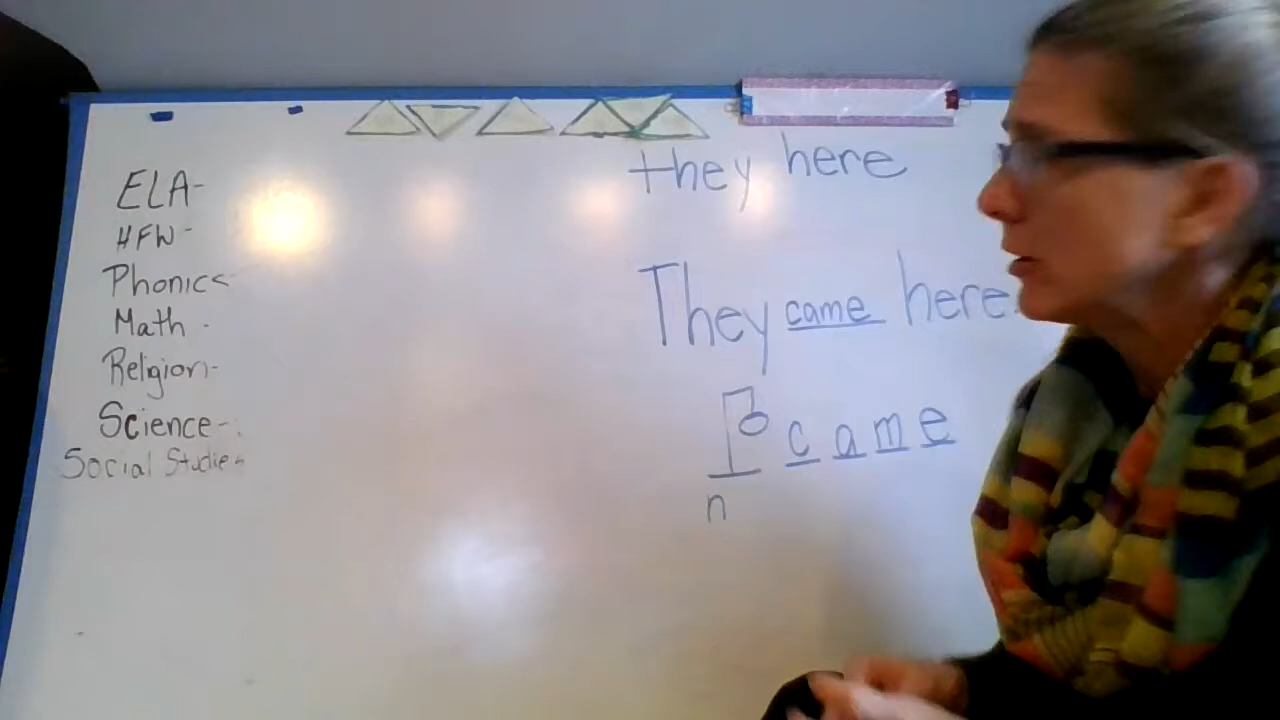 ELA-
HFW-
Phonics
Math -
Religion-
Science-
Social Studies
they here
They came here.
came
n